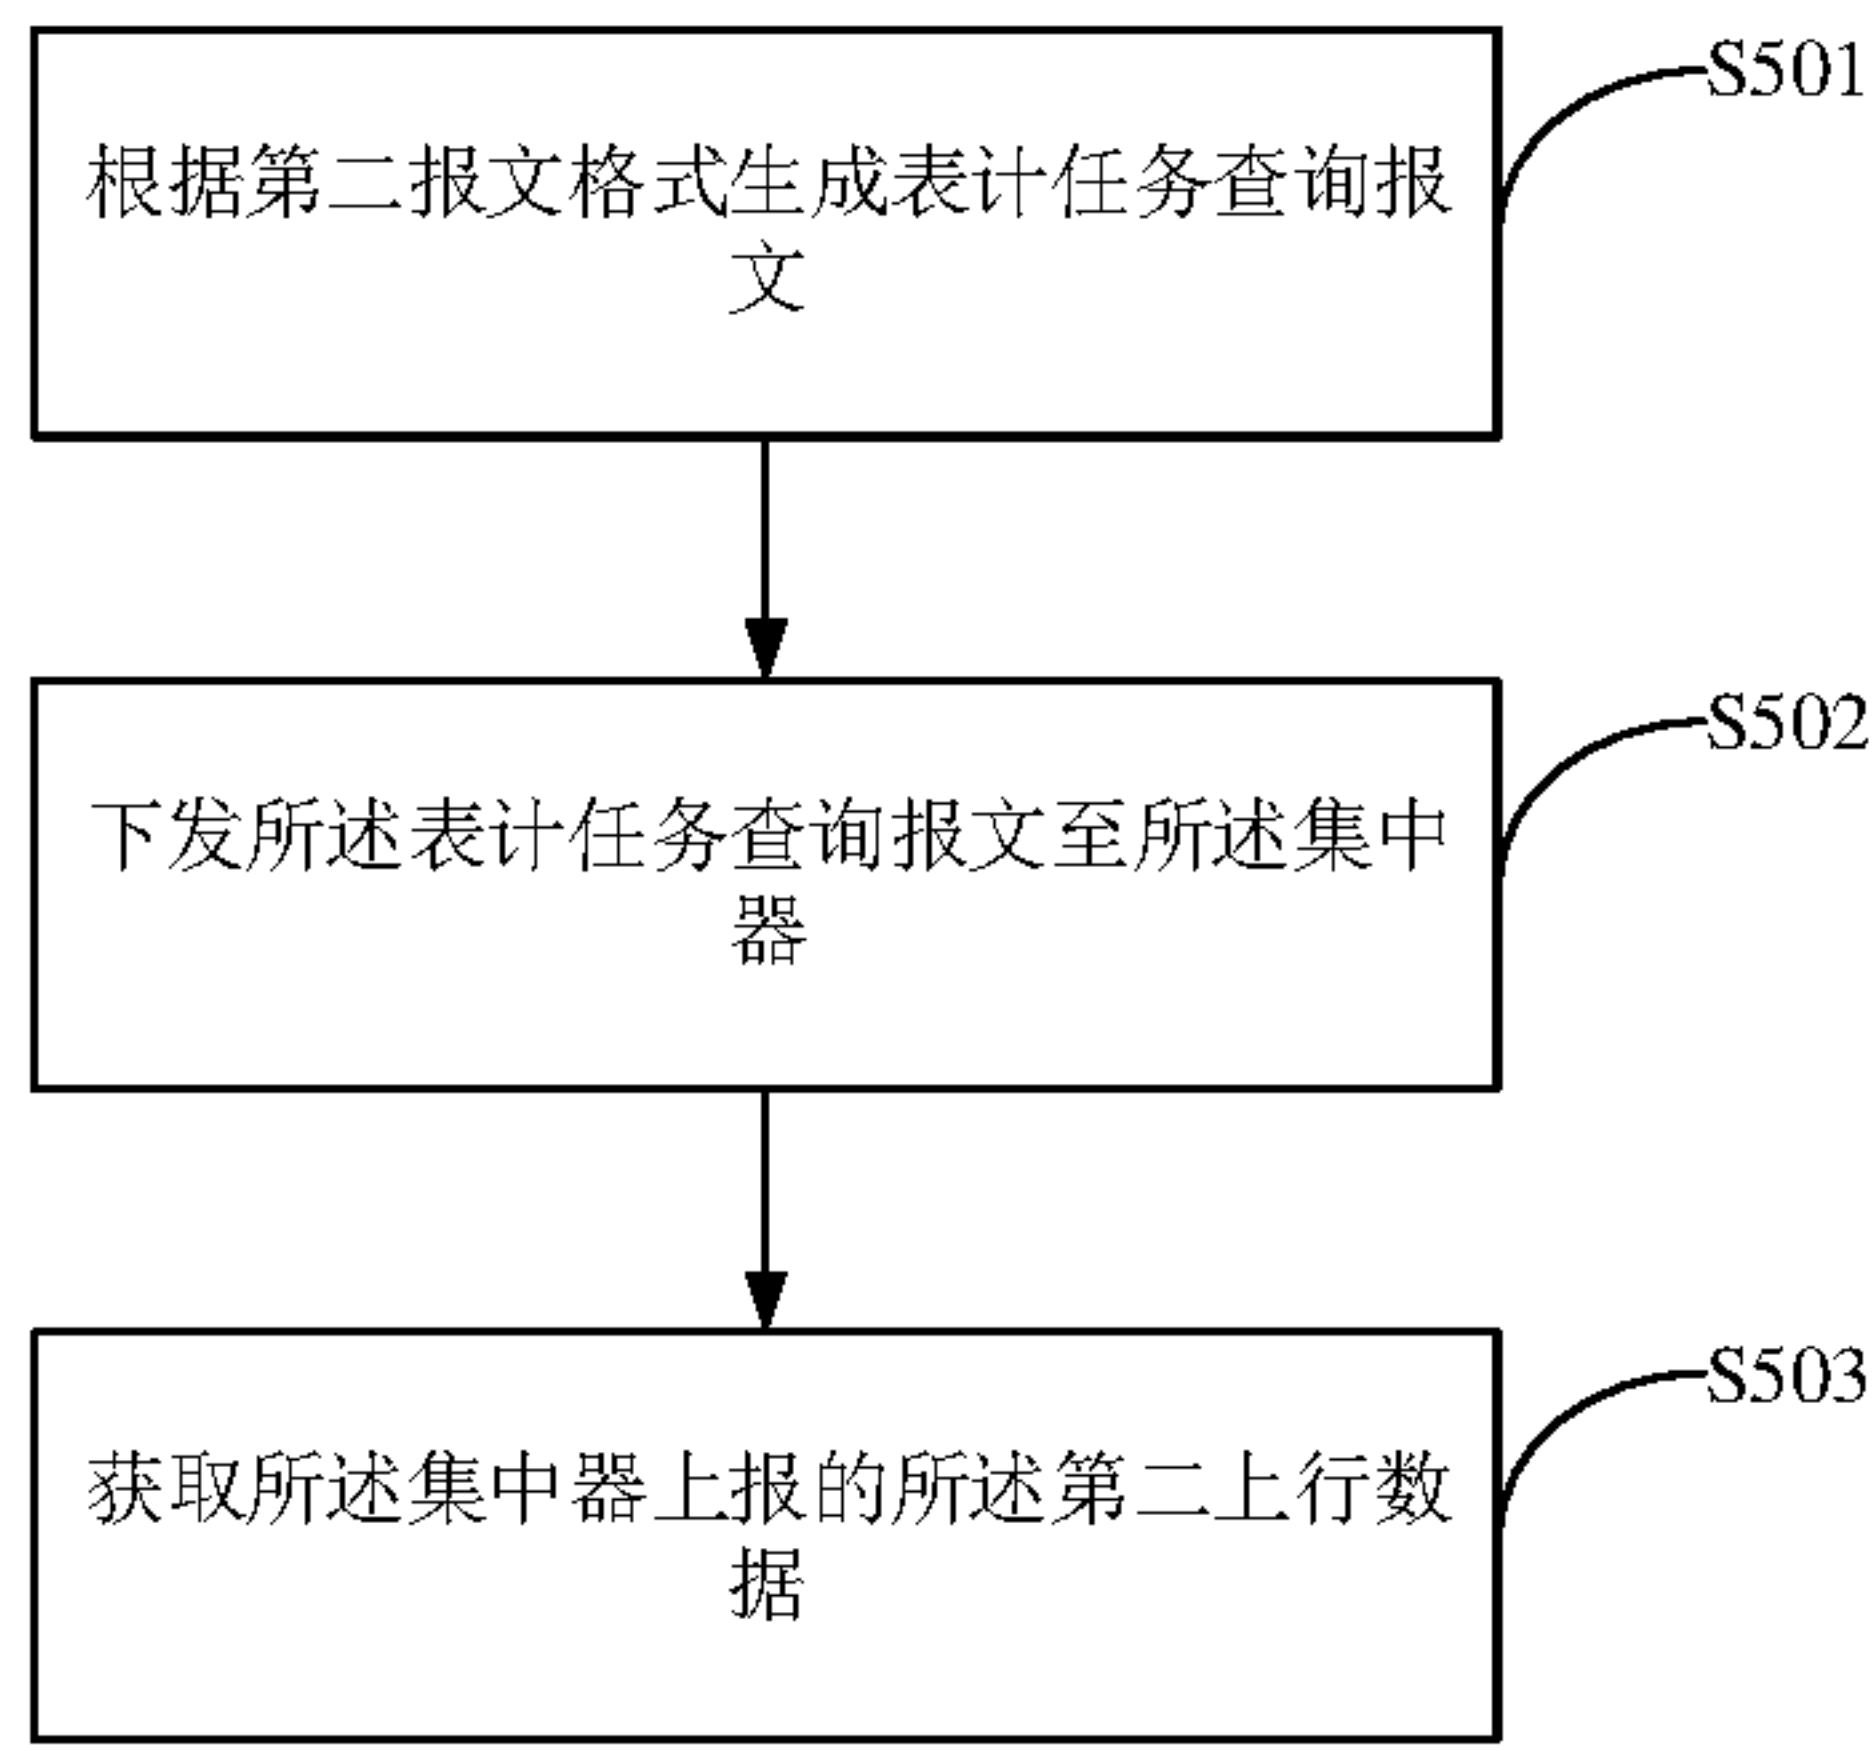 S501
根据第二报文格式生成表计任务查询报
文
S502
下发所述表计任务查询报文至所述集中
器
S503
获取所述集中器上报的所述第二上行数
据